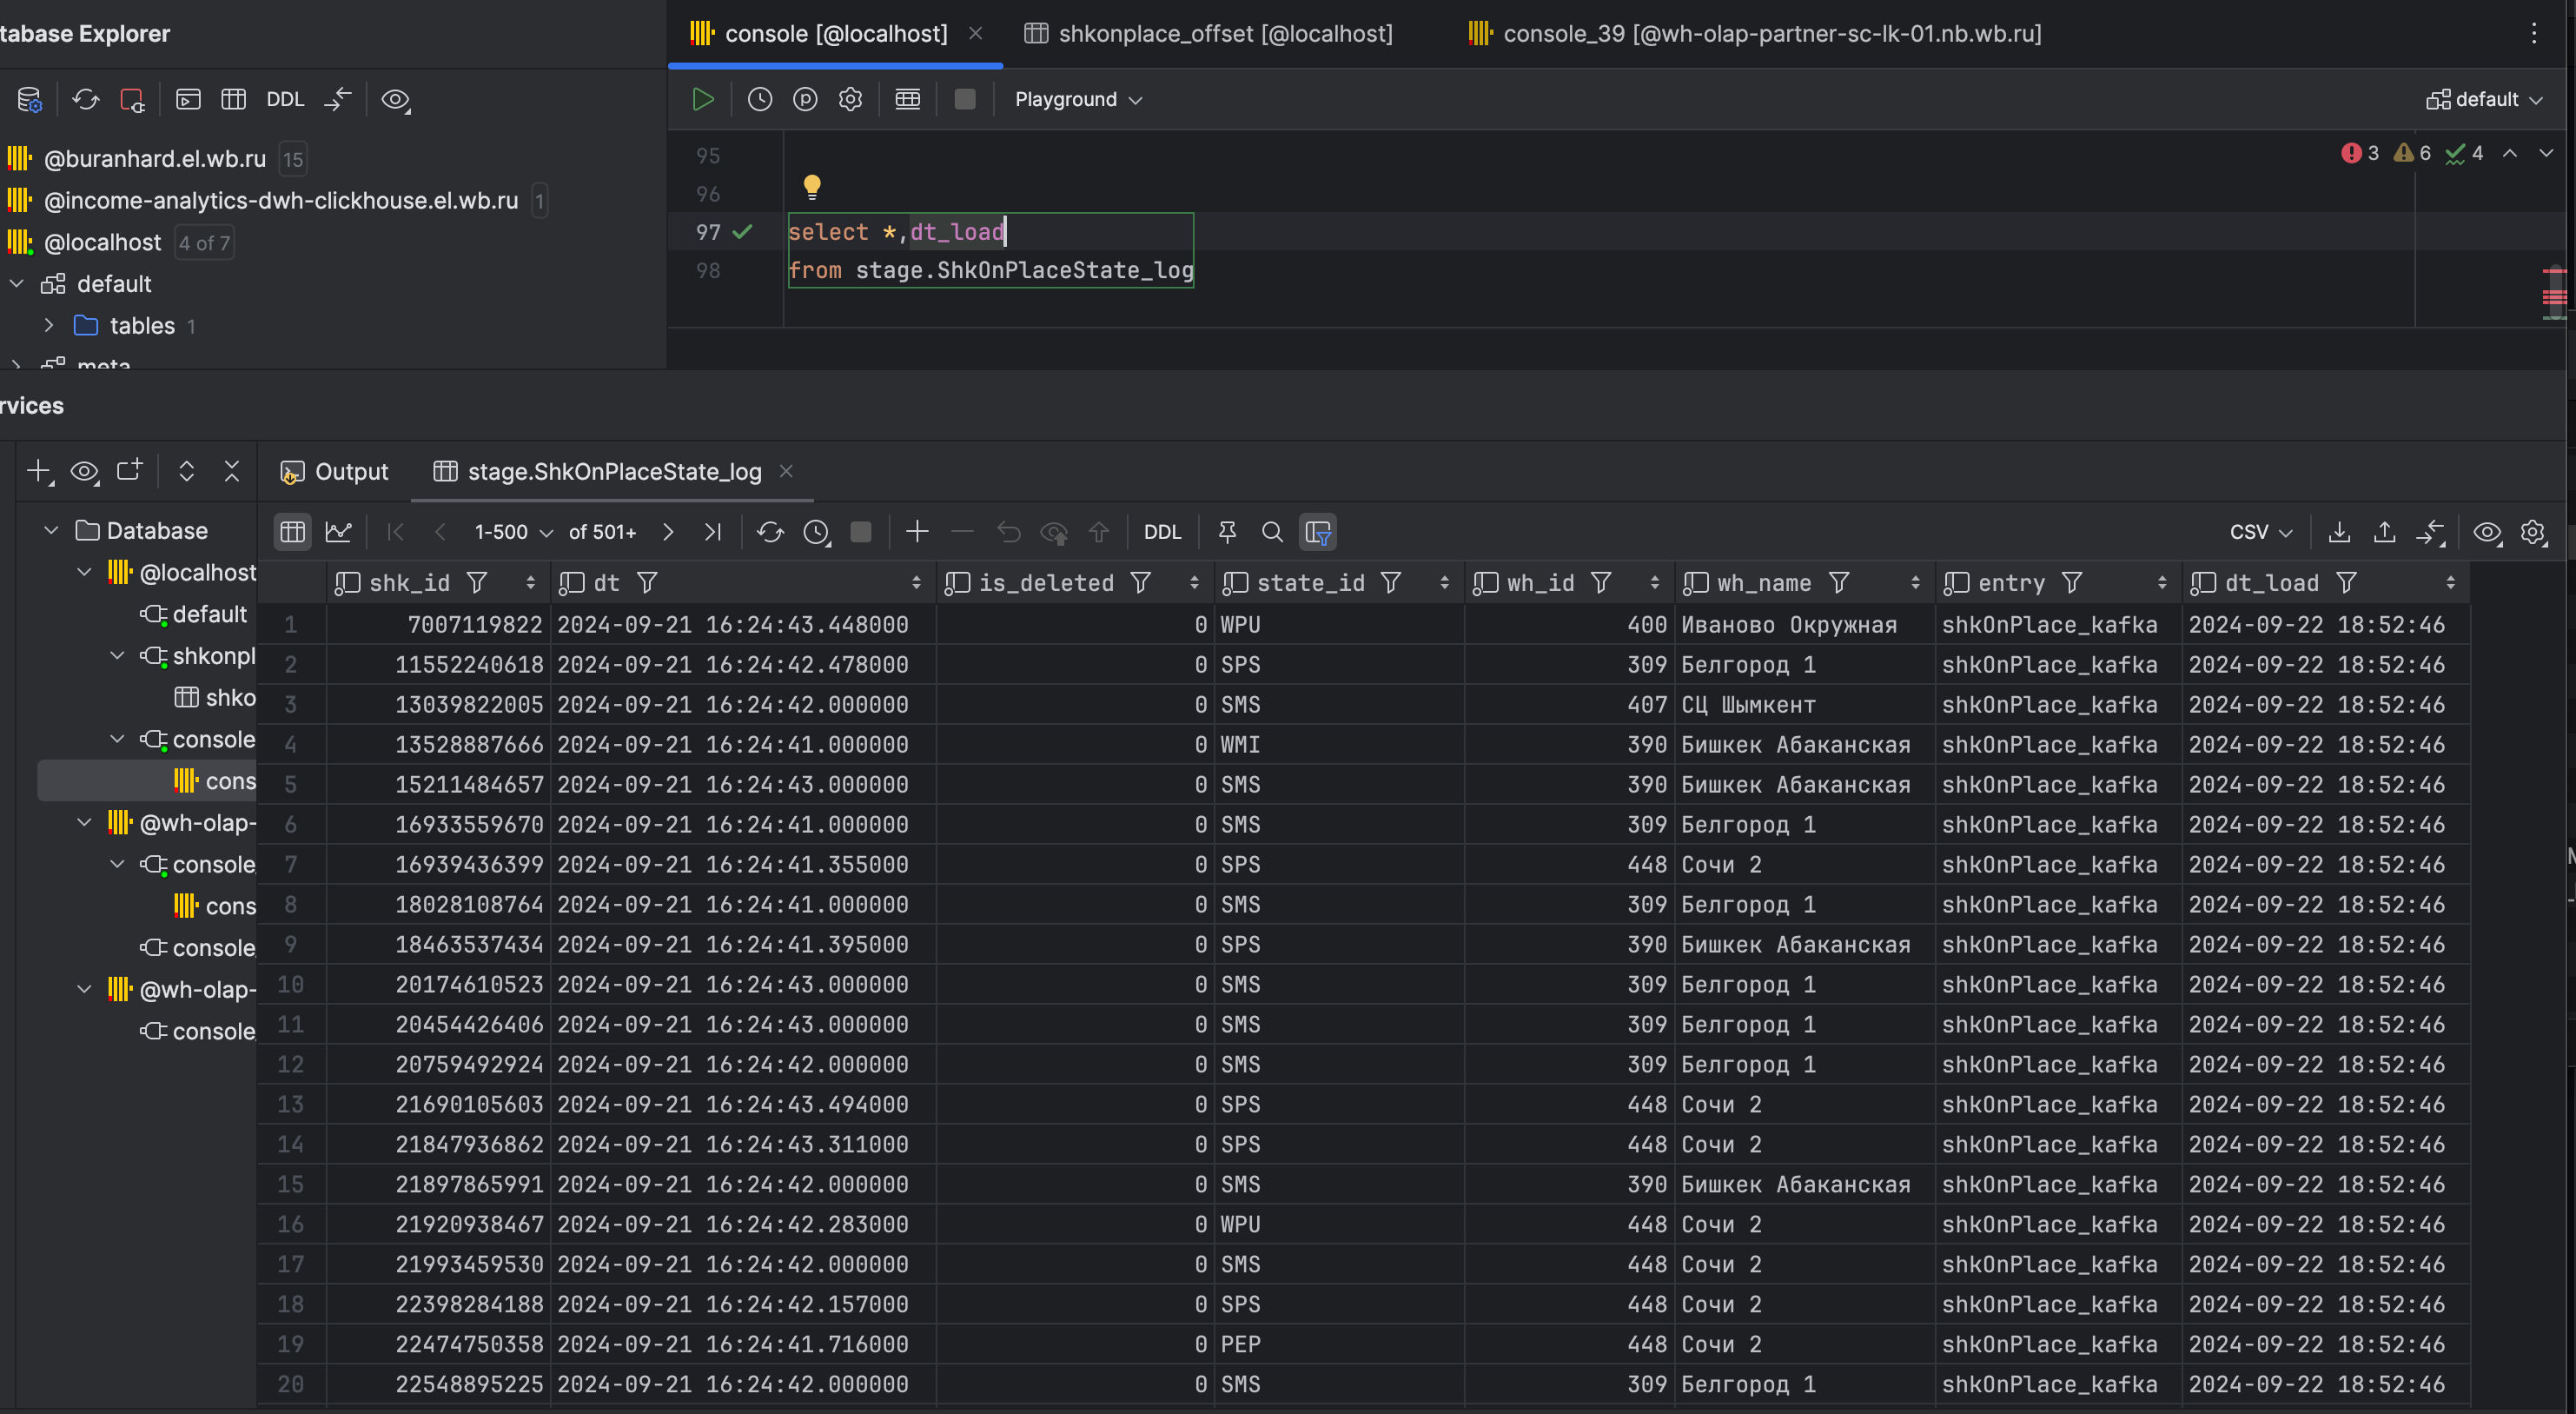 tabase Explorer
console [@localhost]
shkonplace_offset [@localhost]
console_39 [@wh-olap-partner-sc-lk-01.nb.wb.ru]
DDL
Playground
default
@buranhard.el.wb.ru 15
@income-analytics-dwh-clickhouse.el.wb.ru 1
@localhost 4 of 7
default
tables 1
meta
95
96
97 select *,dt_load
98 from stage.ShkOnPlaceState_log
3 6 4
rvices
Output
stage.ShkOnPlaceState_log
1-500 of 501+
DDL
CSV
Database
@localhost
default
shkonpl
shko
console
cons
@wh-olap-
console
cons
console
@wh-olap-
console
shk_id dt is_deleted state_id wh_id wh_name entry dt_load
1 7007119822 2024-09-21 16:24:43.448000 0 WPU 400 Иваново Окружная shkOnPlace_kafka 2024-09-22 18:52:46
2 11552240618 2024-09-21 16:24:42.478000 0 SPS 309 Белгород 1 shkOnPlace_kafka 2024-09-22 18:52:46
3 13039822005 2024-09-21 16:24:42.000000 0 SMS 407 СЦ Шымкент shkOnPlace_kafka 2024-09-22 18:52:46
4 13528887666 2024-09-21 16:24:41.000000 0 WMI 390 Бишкек Абаканская shkOnPlace_kafka 2024-09-22 18:52:46
5 15211484657 2024-09-21 16:24:43.000000 0 SMS 390 Бишкек Абаканская shkOnPlace_kafka 2024-09-22 18:52:46
6 16933559670 2024-09-21 16:24:41.000000 0 SMS 309 Белгород 1 shkOnPlace_kafka 2024-09-22 18:52:46
7 16939436399 2024-09-21 16:24:41.355000 0 SPS 448 Сочи 2 shkOnPlace_kafka 2024-09-22 18:52:46
8 18028108764 2024-09-21 16:24:41.000000 0 SMS 309 Белгород 1 shkOnPlace_kafka 2024-09-22 18:52:46
9 18463537434 2024-09-21 16:24:41.395000 0 SPS 390 Бишкек Абаканская shkOnPlace_kafka 2024-09-22 18:52:46
10 20174610523 2024-09-21 16:24:43.000000 0 SMS 309 Белгород 1 shkOnPlace_kafka 2024-09-22 18:52:46
11 20454426406 2024-09-21 16:24:43.000000 0 SMS 309 Белгород 1 shkOnPlace_kafka 2024-09-22 18:52:46
12 20759492924 2024-09-21 16:24:42.000000 0 SMS 309 Белгород 1 shkOnPlace_kafka 2024-09-22 18:52:46
13 21690105603 2024-09-21 16:24:43.494000 0 SPS 448 Сочи 2 shkOnPlace_kafka 2024-09-22 18:52:46
14 21847936862 2024-09-21 16:24:43.311000 0 SPS 448 Сочи 2 shkOnPlace_kafka 2024-09-22 18:52:46
15 21897865991 2024-09-21 16:24:42.000000 0 SMS 390 Бишкек Абаканская shkOnPlace_kafka 2024-09-22 18:52:46
16 21920938467 2024-09-21 16:24:42.283000 0 WPU 448 Сочи 2 shkOnPlace_kafka 2024-09-22 18:52:46
17 21993459530 2024-09-21 16:24:42.000000 0 SMS 448 Сочи 2 shkOnPlace_kafka 2024-09-22 18:52:46
18 22398284188 2024-09-21 16:24:42.157000 0 SPS 448 Сочи 2 shkOnPlace_kafka 2024-09-22 18:52:46
19 22474750358 2024-09-21 16:24:41.716000 0 PEP 448 Сочи 2 shkOnPlace_kafka 2024-09-22 18:52:46
20 22548895225 2024-09-21 16:24:42.000000 0 SMS 309 Белгород 1 shkOnPlace_kafka 2024-09-22 18:52:46